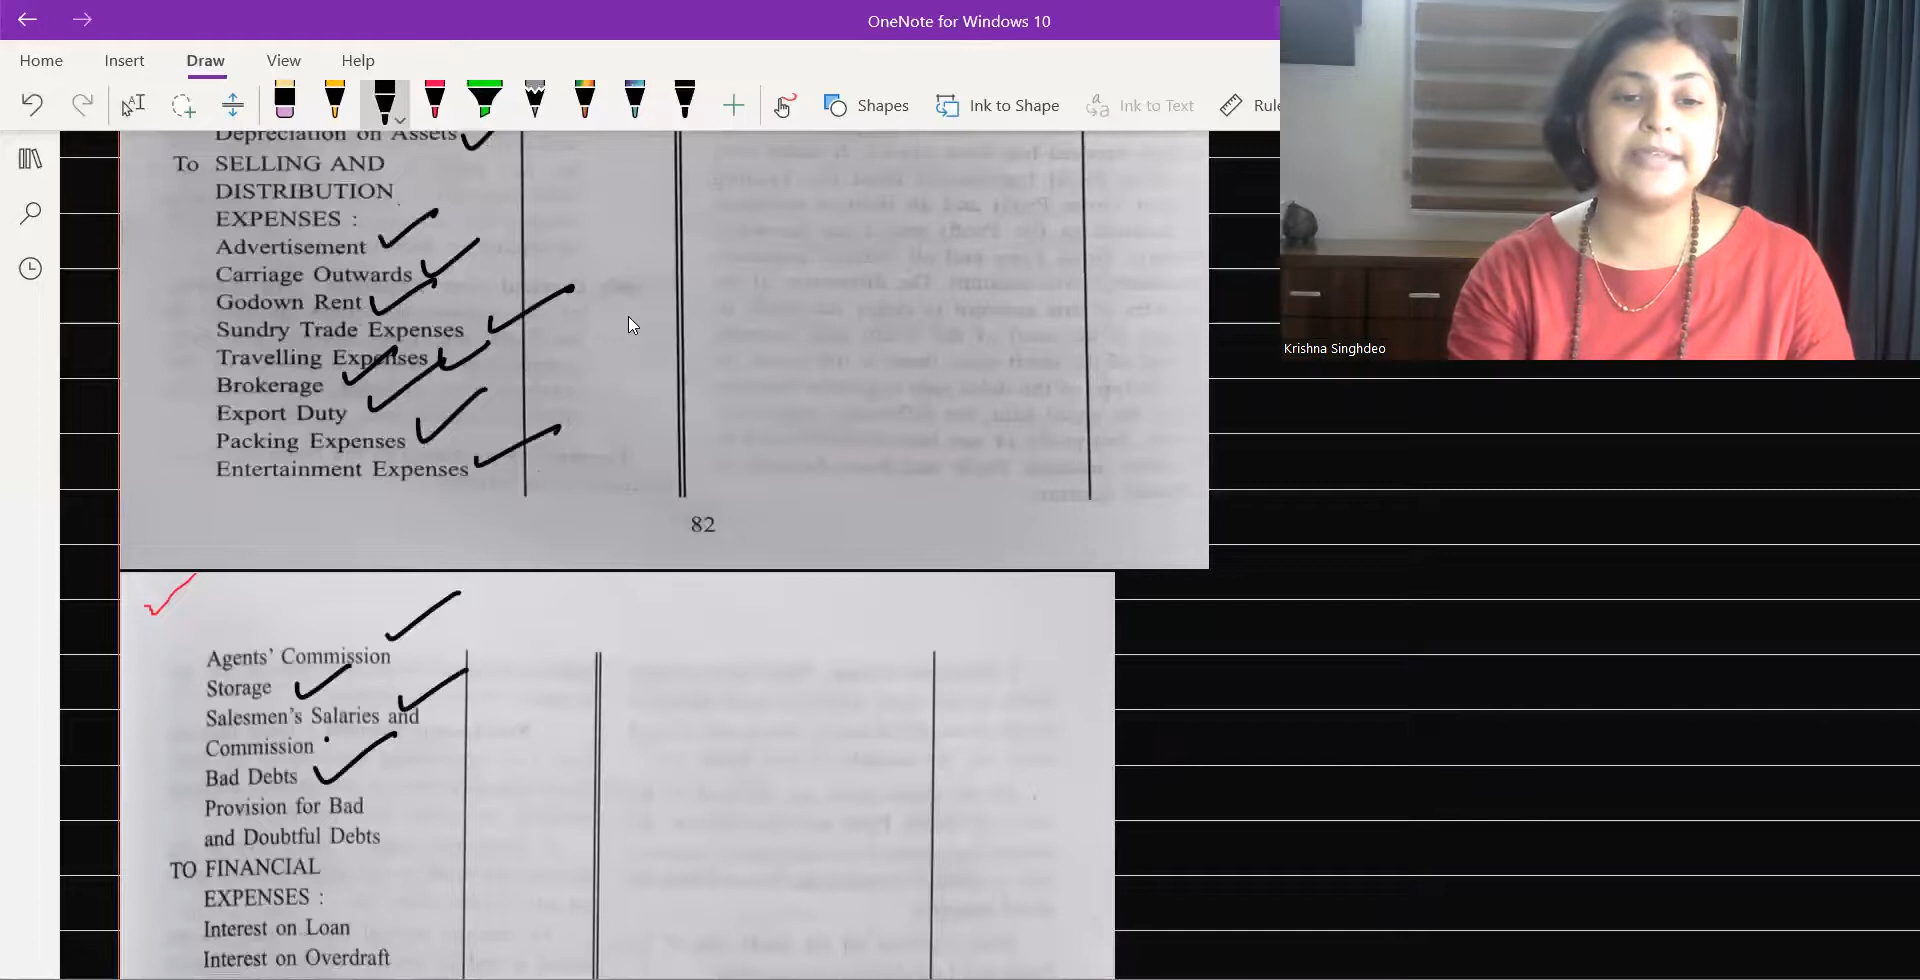 OneNote for Windows 10
Home Insert Draw View Help
Shapes Ink to Shape Ink to Text
Krishna Singhdeo
Depreciation on Assets
To SELLING AND
DISTRIBUTION
EXPENSES :
Advertisement
Carriage Outwards
Godown Rent
Sundry Trade Expenses
Travelling Expenses
Brokerage
Export Duty
Packing Expenses
Entertainment Expenses
82
Agents' Commission
Storage
Salesmen's Salaries and
Commission
Bad Debts
Provision for Bad
and Doubtful Debts
TO FINANCIAL
EXPENSES :
Interest on Loan
Interest on Overdraft